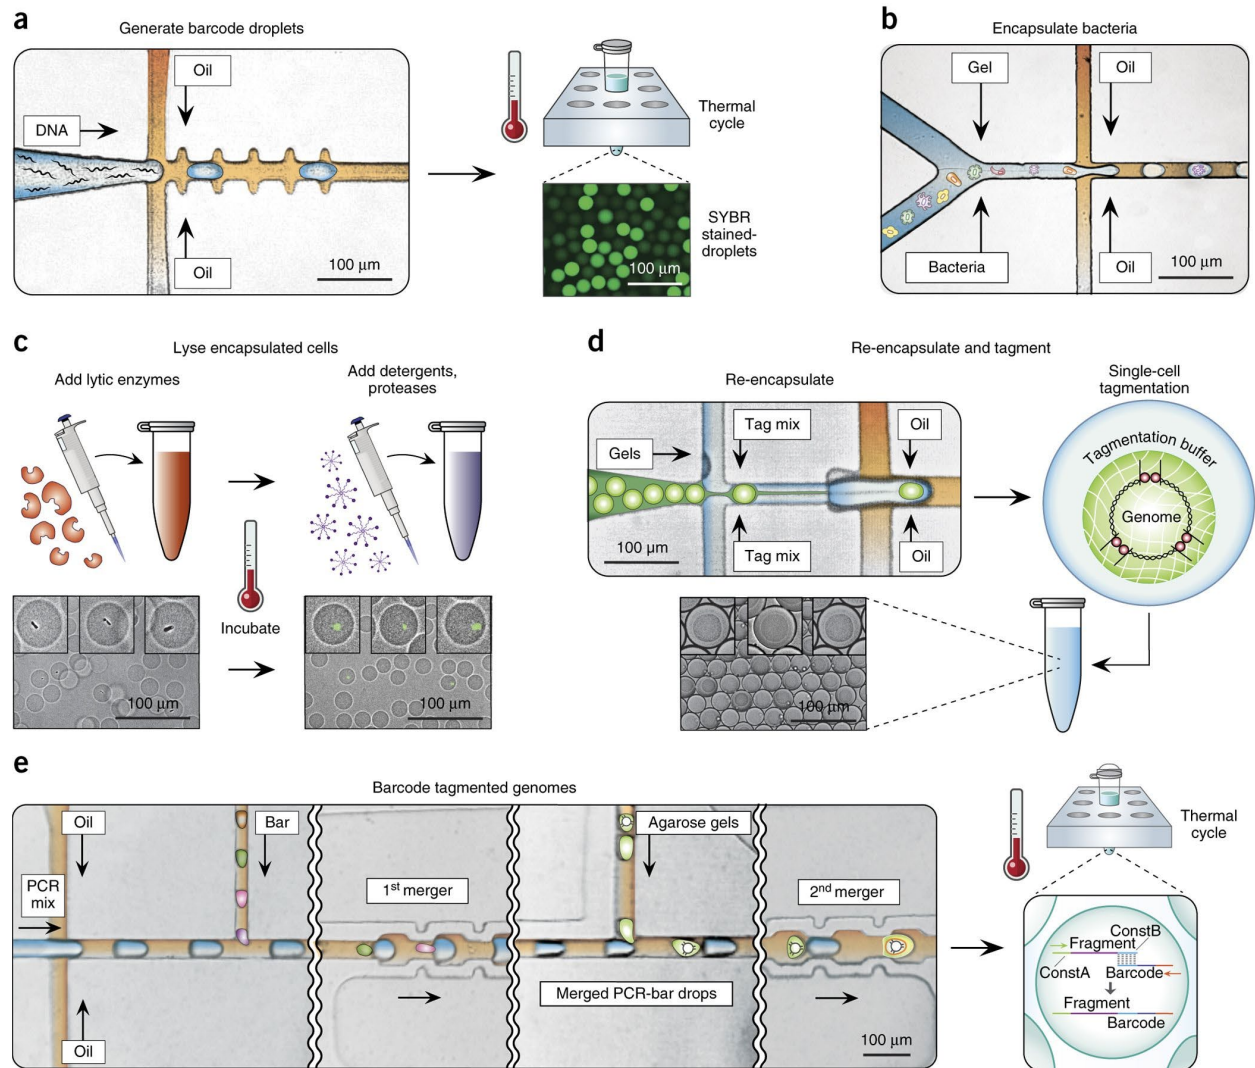 a
Generate barcode droplets
Oil
DNA
Oil
100 µm
Thermal
cycle
SYBR
stained-
droplets
100 µm
b
Encapsulate bacteria
Gel
Oil
Bacteria
Oil
100 µm
c
Lyse encapsulated cells
Add lytic enzymes
Add detergents,
proteases
Incubate
100 µm
100 µm
d
Re-encapsulate and tagment
Re-encapsulate
Tag mix
Oil
Gels
100 µm
Tag mix
Oil
Single-cell
tagmentation
Tagmentation buffer
Genome
100 µm
e
Barcode tagmented genomes
Oil
Bar
PCR
mix
Oil
1st merger
Agarose gels
Merged PCR-bar drops
2nd merger
100 µm
Thermal
cycle
ConstB
Fragment
ConstA
Barcode
Fragment
Barcode